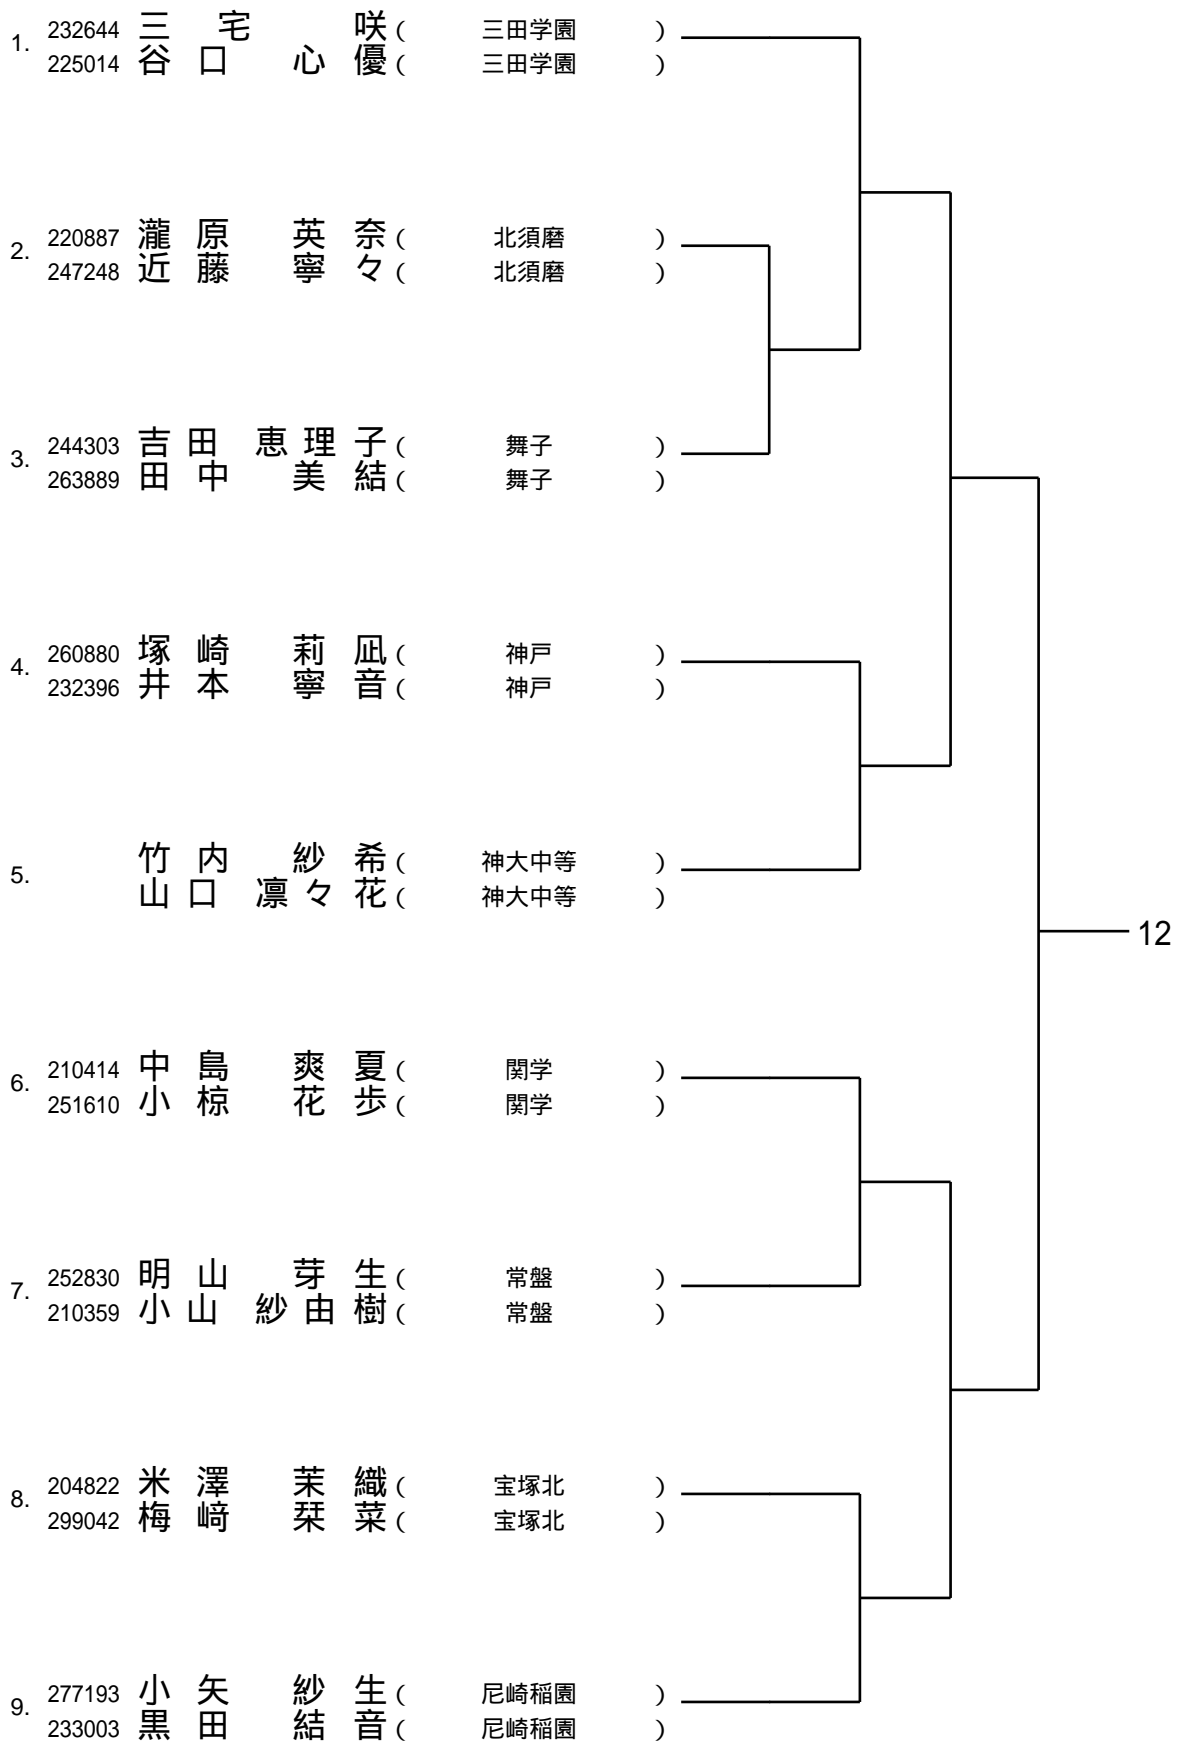 1. 232644 三宅 咲 ( 三田学園 )
225014 谷口 心優 ( 三田学園 )
2. 220887 瀧原 英奈 ( 北須磨 )
247248 近藤 寧々 ( 北須磨 )
3. 244303 吉田 恵理子 ( 舞子 )
263889 田中 美結 ( 舞子 )
4. 260880 塚崎 莉凪 ( 神戸 )
232396 井本 寧音 ( 神戸 )
5. 竹内 紗希 ( 神大中等 )
山口 凛々花 ( 神大中等 )
12
6. 210414 中島 爽夏 ( 関学 )
251610 小椋 花歩 ( 関学 )
7. 252830 明山 芽生 ( 常盤 )
210359 小山 紗由樹 ( 常盤 )
8. 204822 米澤 茉織 ( 宝塚北 )
299042 梅﨑 栞菜 ( 宝塚北 )
9. 277193 小矢 紗生 ( 尼崎稲園 )
233003 黒田 結音 ( 尼崎稲園 )